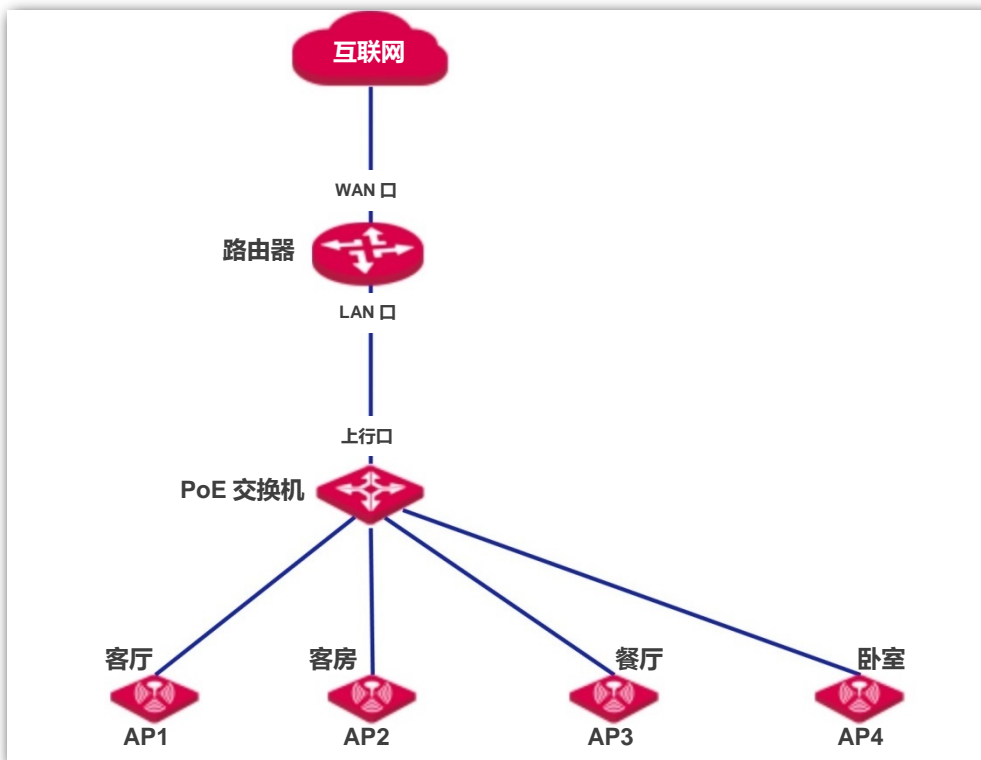 互联网
WAN 口
路由器
LAN 口
上行口
PoE 交换机
客厅
客房
餐厅
卧室
AP1
AP2
AP3
AP4